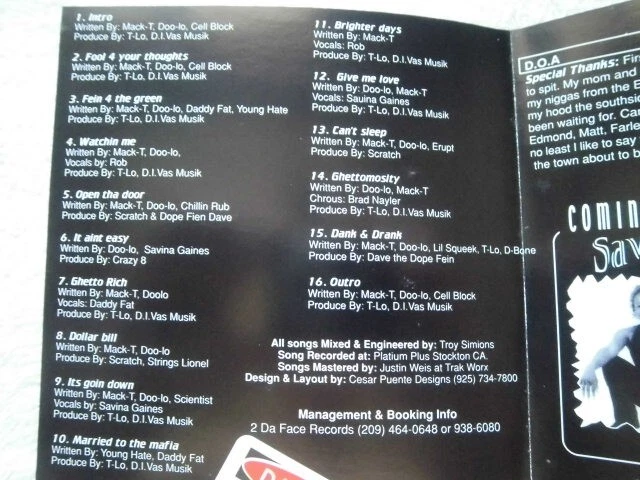 1. Intro
Written By: Mack-T, Doo-lo, Cell Block
Produce By: T-Lo, D.I.Vas Musik
2. Fool 4 your thoughts
Written By: Mack-T, Doo-lo, Cell Block
Produce By: T-Lo, D.I.Vas Musik
3. Fein 4 the green
Written By: Mack-T, Doo-lo, Daddy Fat, Young Hate
Produce By: T-Lo, D.I.Vas Musik
4. Watchin me
Written By: Mack-T, Doo-lo,
Vocals by: Rob
Produce By: T-Lo, D.I.Vas Musik
5. Open tha door
Written By: Mack-T, Doo-lo, Chillin Rub
Produce By: Scratch & Dope Fien Dave
6. It aint easy
Written By: Doo-lo, Savina Gaines
Produce By: Crazy 8
7. Ghetto Rich
Written By: Mack-T, Doolo
Vocals: Daddy Fat
Produce By: T-Lo, D.I.Vas Musik
8. Dollar bill
Written By: Mack-T, Doo-lo
Produce By: Scratch, Strings Lionel
9. Its goin down
Written By: Mack-T, Doo-lo, Scientist
Vocals by: Savina Gaines
Produce By: T-Lo, D.I.Vas Musik
10. Married to the mafia
Written By: Young Hate, Daddy Fat
Produce By: T-Lo, D.I.Vas Musik
11. Brighter days
Written By: Mack-T
Vocals: Rob
Produce By: T-Lo, D.I.Vas Musik
12. Give me love
Written By: Doo-lo, Mack-T
Vocals: Sauina Gaines
Produce By: T-Lo, D.I.Vas Musik
13. Can't sleep
Written By: Mack-T, Doo-lo, Erupt
Produce By: Scratch
14. Ghettomosity
Written By: Doo-lo, Mack-T
Chrous: Brad Nayler
Produce By: T-Lo, D.I.Vas Musik
15. Dank & Drank
Written By: Mack-T, Doo-lo, Lil Squeek, T-Lo, D-Bone
Produce By: Dave the Dope Fein
16. Outro
Written By: Mack-T, Doo-lo, Cell Block
Produce By: T-Lo, D.I.Vas Musik
All songs Mixed & Engineered by: Troy Simions
Song Recorded at: Platium Plus Stockton CA.
Songs Mastered by: Justin Weis at Trak Worx
Design & Layout by: Cesar Puente Designs (925) 734-7800
Management & Booking Info
2 Da Face Records (209) 464-0648 or 938-6080
D.O.A
Special Thanks: Firs
to spit. My mom and
my niggas from the E
my hood the southsid
been waiting for. Car
Edmond, Matt, Farle
no least I like to say
the town about to b
comin
Sav